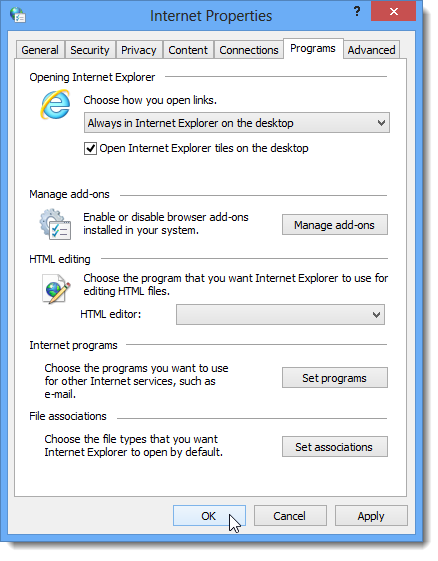 Internet Properties
General Security Privacy Content Connections Programs Advanced
Opening Internet Explorer
Choose how you open links.
Always in Internet Explorer on the desktop
Open Internet Explorer tiles on the desktop
Manage add-ons
Enable or disable browser add-ons
installed in your system.
Manage add-ons
HTML editing
Choose the program that you want Internet Explorer to use for
editing HTML files.
HTML editor:
Internet programs
Choose the programs you want to use
for other Internet services, such as
e-mail.
Set programs
File associations
Choose the file types that you want
Internet Explorer to open by default.
Set associations
OK Cancel Apply